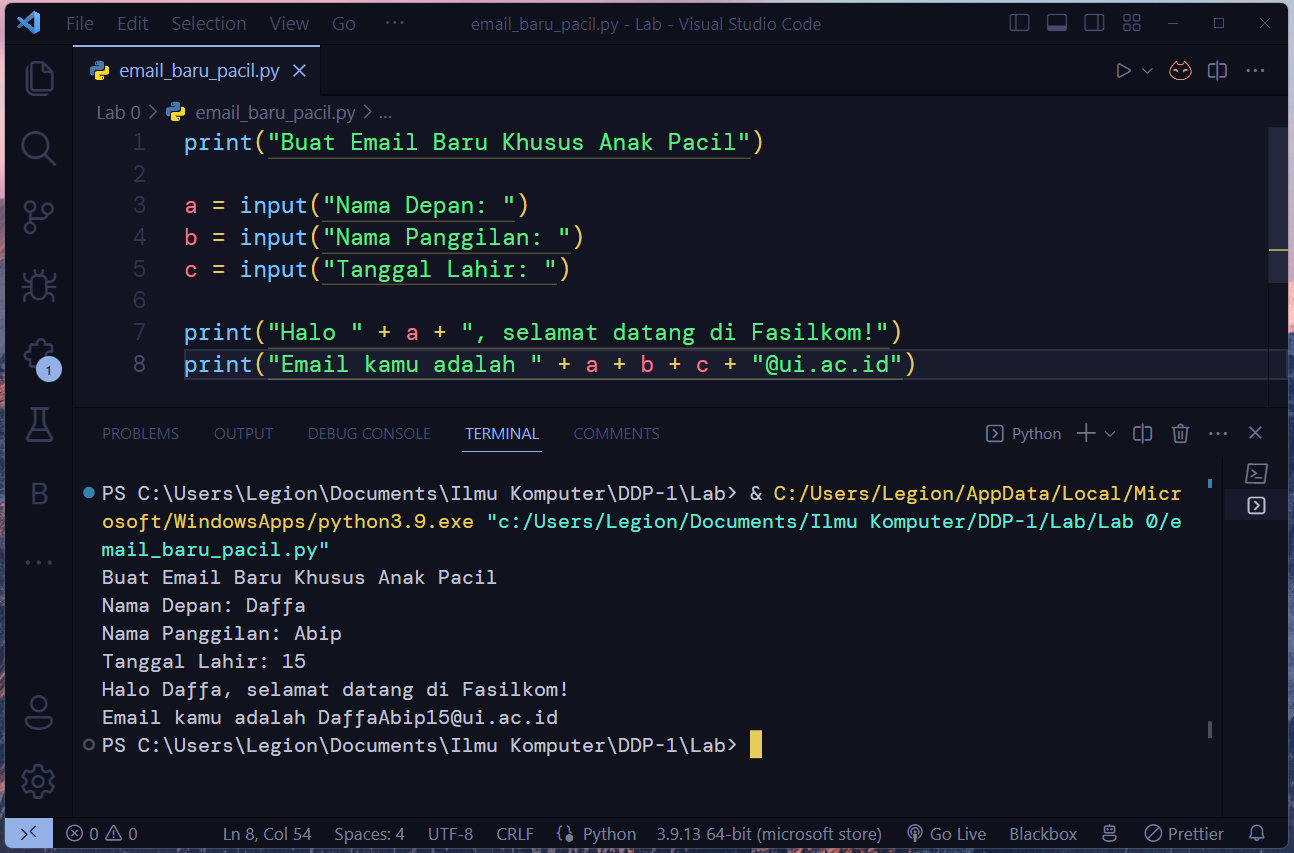 File Edit Selection View Go ... email_baru_pacil.py - Lab - Visual Studio Code
email_baru_pacil.py
Lab 0 > email_baru_pacil.py > ...
1 print("Buat Email Baru Khusus Anak Pacil")
2
3 a = input("Nama Depan: ")
4 b = input("Nama Panggilan: ")
5 c = input("Tanggal Lahir: ")
6
7 print("Halo " + a + ", selamat datang di Fasilkom!")
8 print("Email kamu adalah " + a + b + c + "@ui.ac.id")
1
B
PROBLEMS OUTPUT DEBUG CONSOLE TERMINAL COMMENTS Python
PS C:\Users\Legion\Documents\Ilmu Komputer\DDP-1\Lab> & C:/Users/Legion/AppData/Local/Micr
osoft/WindowsApps/python3.9.exe "c:/Users/Legion/Documents/Ilmu Komputer/DDP-1/Lab/Lab 0/e
mail_baru_pacil.py"
Buat Email Baru Khusus Anak Pacil
Nama Depan: Daffa
Nama Panggilan: Abip
Tanggal Lahir: 15
Halo Daffa, selamat datang di Fasilkom!
Email kamu adalah DaffaAbip15@ui.ac.id
PS C:\Users\Legion\Documents\Ilmu Komputer\DDP-1\Lab>
0 0 Ln 8, Col 54 Spaces: 4 UTF-8 CRLF Python 3.9.13 64-bit (microsoft store) Go Live Blackbox Prettier